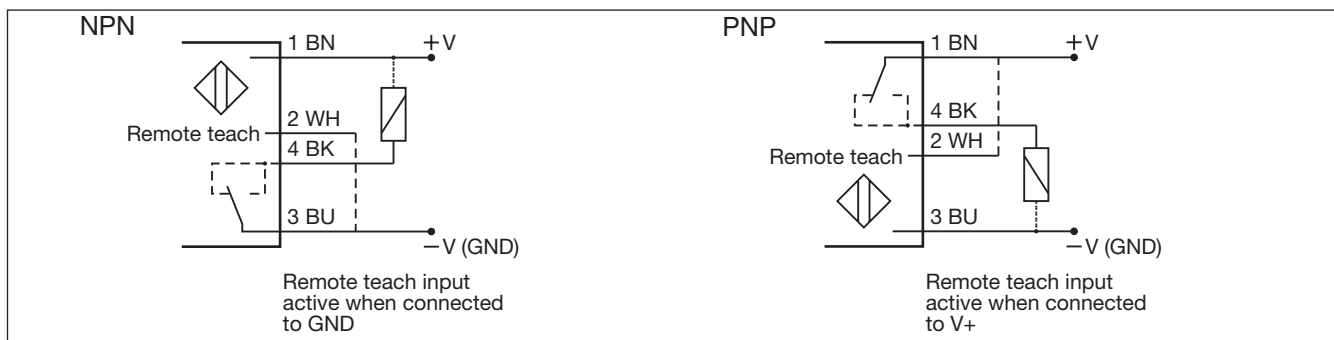 NPN
1 BN
+V
2 WH
Remote teach
4 BK
3 BU
−V (GND)
Remote teach input
active when connected
to GND
PNP
1 BN
+V
4 BK
2 WH
Remote teach
3 BU
−V (GND)
Remote teach input
active when connected
to V+